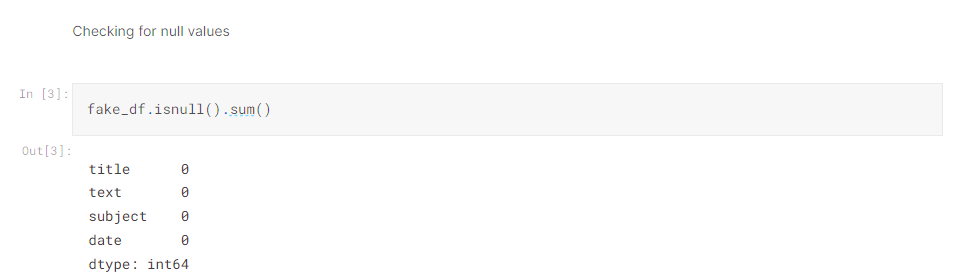 Checking for null values
In [3]:
fake_df.isnull().sum()
Out[3]:
title 0
text 0
subject 0
date 0
dtype: int64